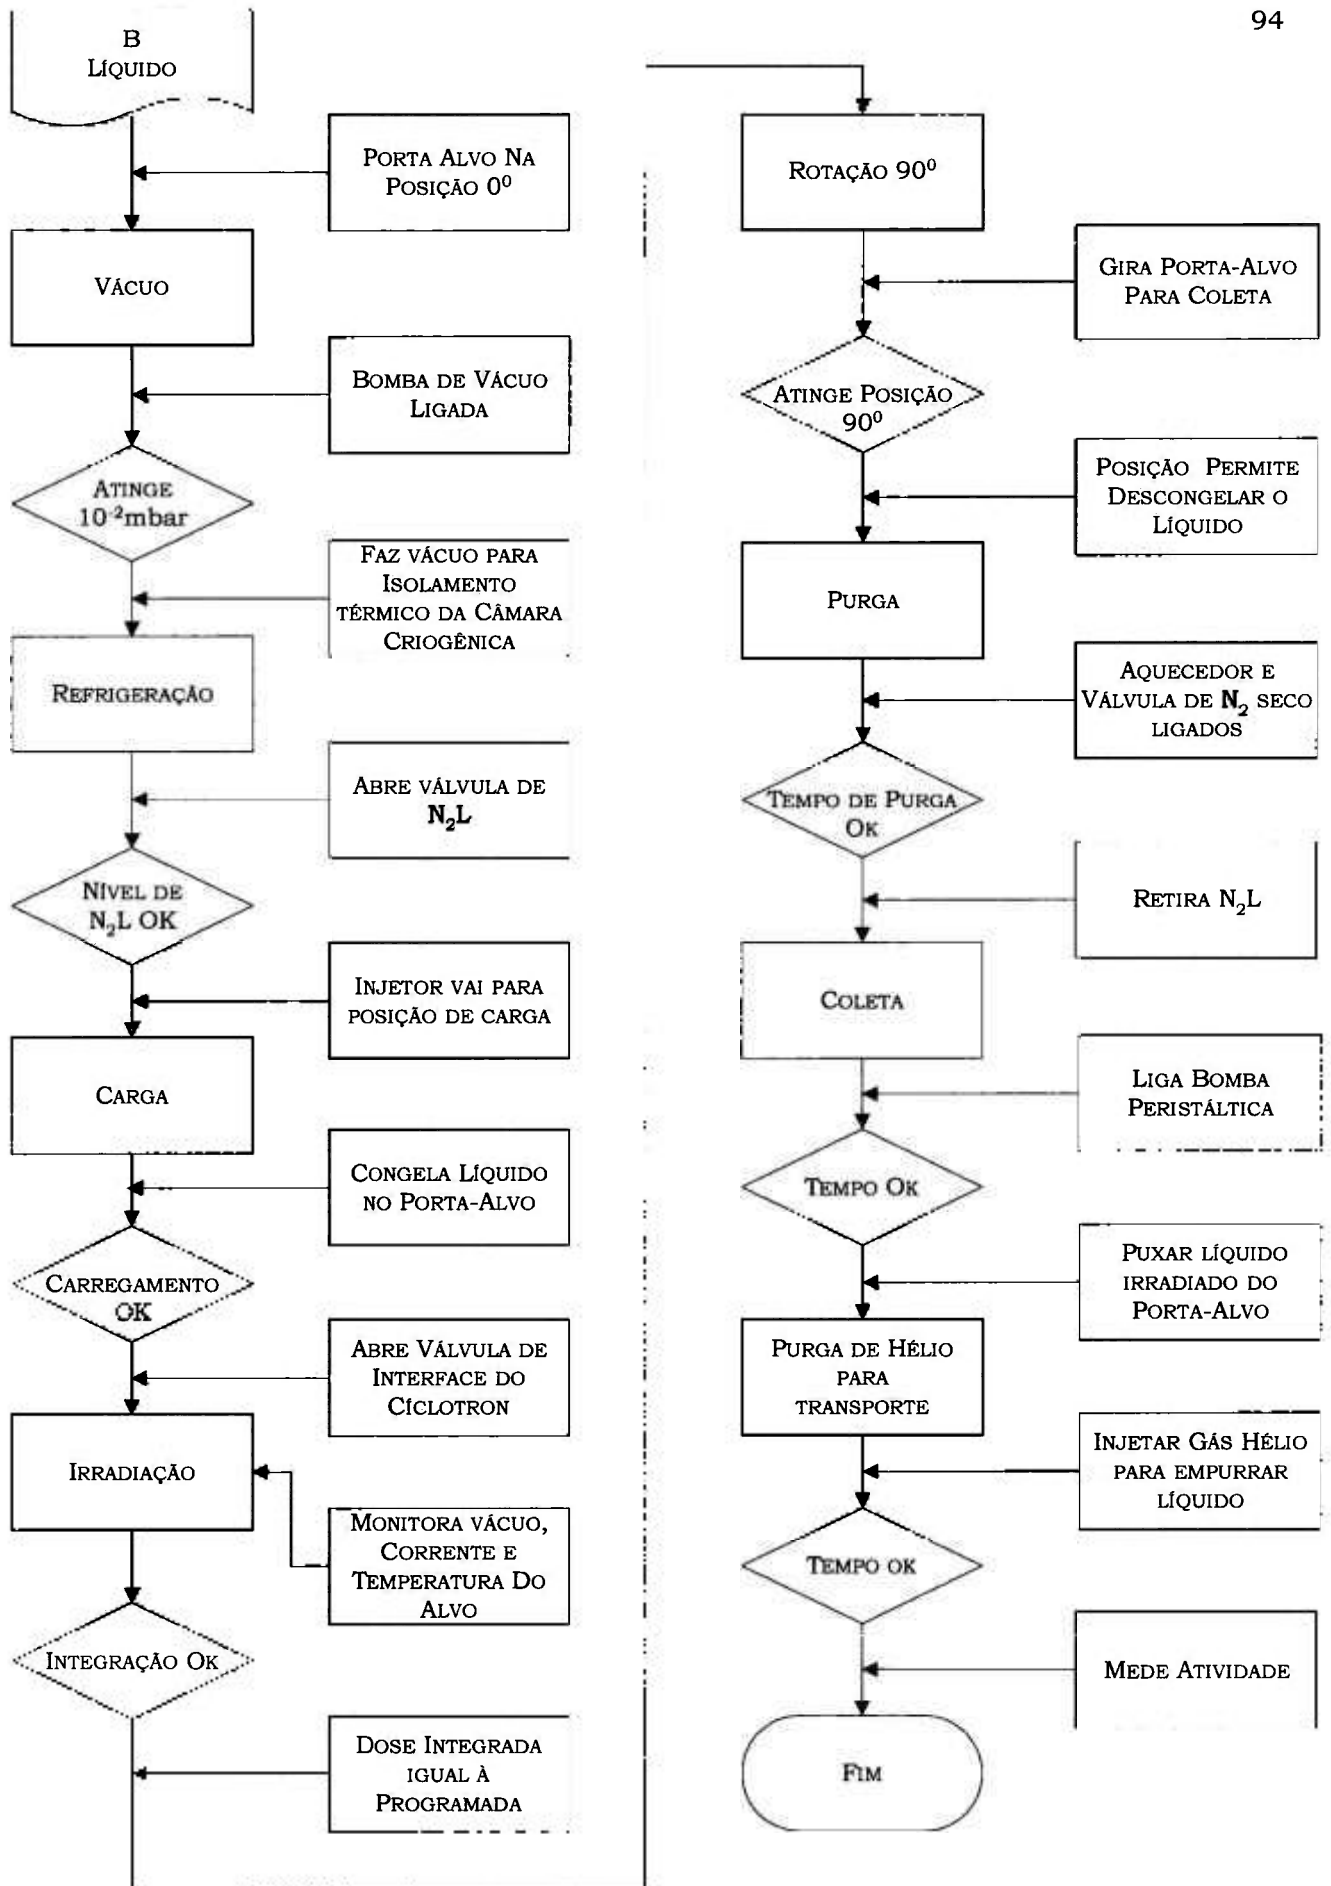 94
B
LÍQUIDO
PORTA ALVO NA
POSIÇÃO 0⁰
VÁCUO
BOMBA DE VÁCUO
LIGADA
ATINGE
10⁻²mbar
FAZ VÁCUO PARA
ISOLAMENTO
TÉRMICO DA CÂMARA
CRIOGÊNICA
REFRIGERAÇÃO
ABRE VÁLVULA DE
N₂L
NÍVEL DE
N₂L OK
INJETOR VAI PARA
POSIÇÃO DE CARGA
CARGA
CONGELA LÍQUIDO
NO PORTA-ALVO
CARREGAMENTO
OK
ABRE VÁLVULA DE
INTERFACE DO
CÍCLOTRON
IRRADIAÇÃO
MONITORA VÁCUO,
CORRENTE E
TEMPERATURA DO
ALVO
INTEGRAÇÃO OK
DOSE INTEGRADA
IGUAL À
PROGRAMADA
ROTAÇÃO 90⁰
GIRA PORTA-ALVO
PARA COLETA
ATINGE POSIÇÃO
90⁰
POSIÇÃO PERMITE
DESCONGELAR O
LÍQUIDO
PURGA
AQUECEDOR E
VÁLVULA DE N₂ SECO
LIGADOS
TEMPO DE PURGA
OK
RETIRA N₂L
COLETA
LIGA BOMBA
PERISTÁLTICA
TEMPO OK
PUXAR LÍQUIDO
IRRADIADO DO
PORTA-ALVO
PURGA DE HÉLIO
PARA
TRANSPORTE
INJETAR GÁS HÉLIO
PARA EMPURRAR
LÍQUIDO
TEMPO OK
MEDE ATIVIDADE
FIM